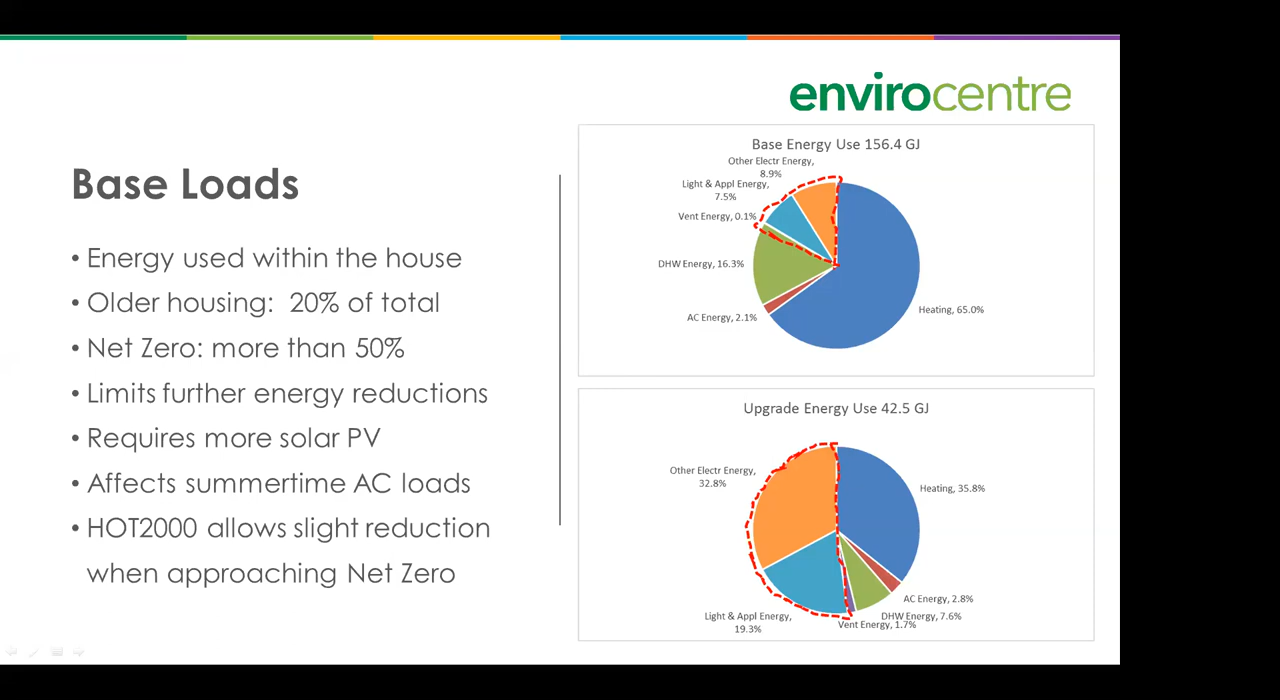 envirocentre
Base Loads
• Energy used within the house
• Older housing: 20% of total
• Net Zero: more than 50%
• Limits further energy reductions
• Requires more solar PV
• Affects summertime AC loads
• HOT2000 allows slight reduction
when approaching Net Zero
Base Energy Use 156.4 GJ
Other Electr Energy,
8.9%
Light & Appl Energy,
7.5%
Vent Energy, 0.1%
DHW Energy, 16.3%
AC Energy, 2.1%
Heating, 65.0%
Upgrade Energy Use 42.5 GJ
Other Electr Energy,
32.8%
Heating, 35.8%
AC Energy, 2.8%
DHW Energy, 7.6%
Light & Appl Energy,
19.3%
Vent Energy, 1.7%